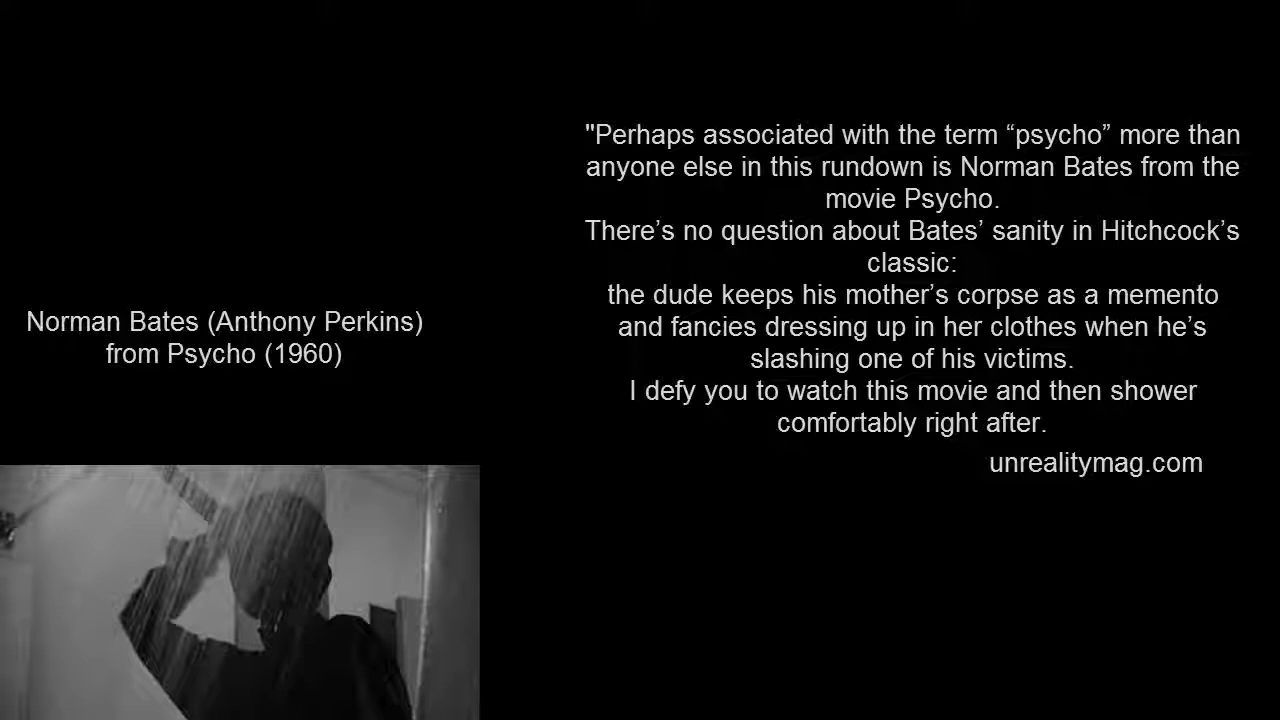 Norman Bates (Anthony Perkins)
from Psycho (1960)
"Perhaps associated with the term “psycho” more than
anyone else in this rundown is Norman Bates from the
movie Psycho.
There’s no question about Bates’ sanity in Hitchcock’s
classic:
the dude keeps his mother’s corpse as a memento
and fancies dressing up in her clothes when he’s
slashing one of his victims.
I defy you to watch this movie and then shower
comfortably right after.
unrealitymag.com